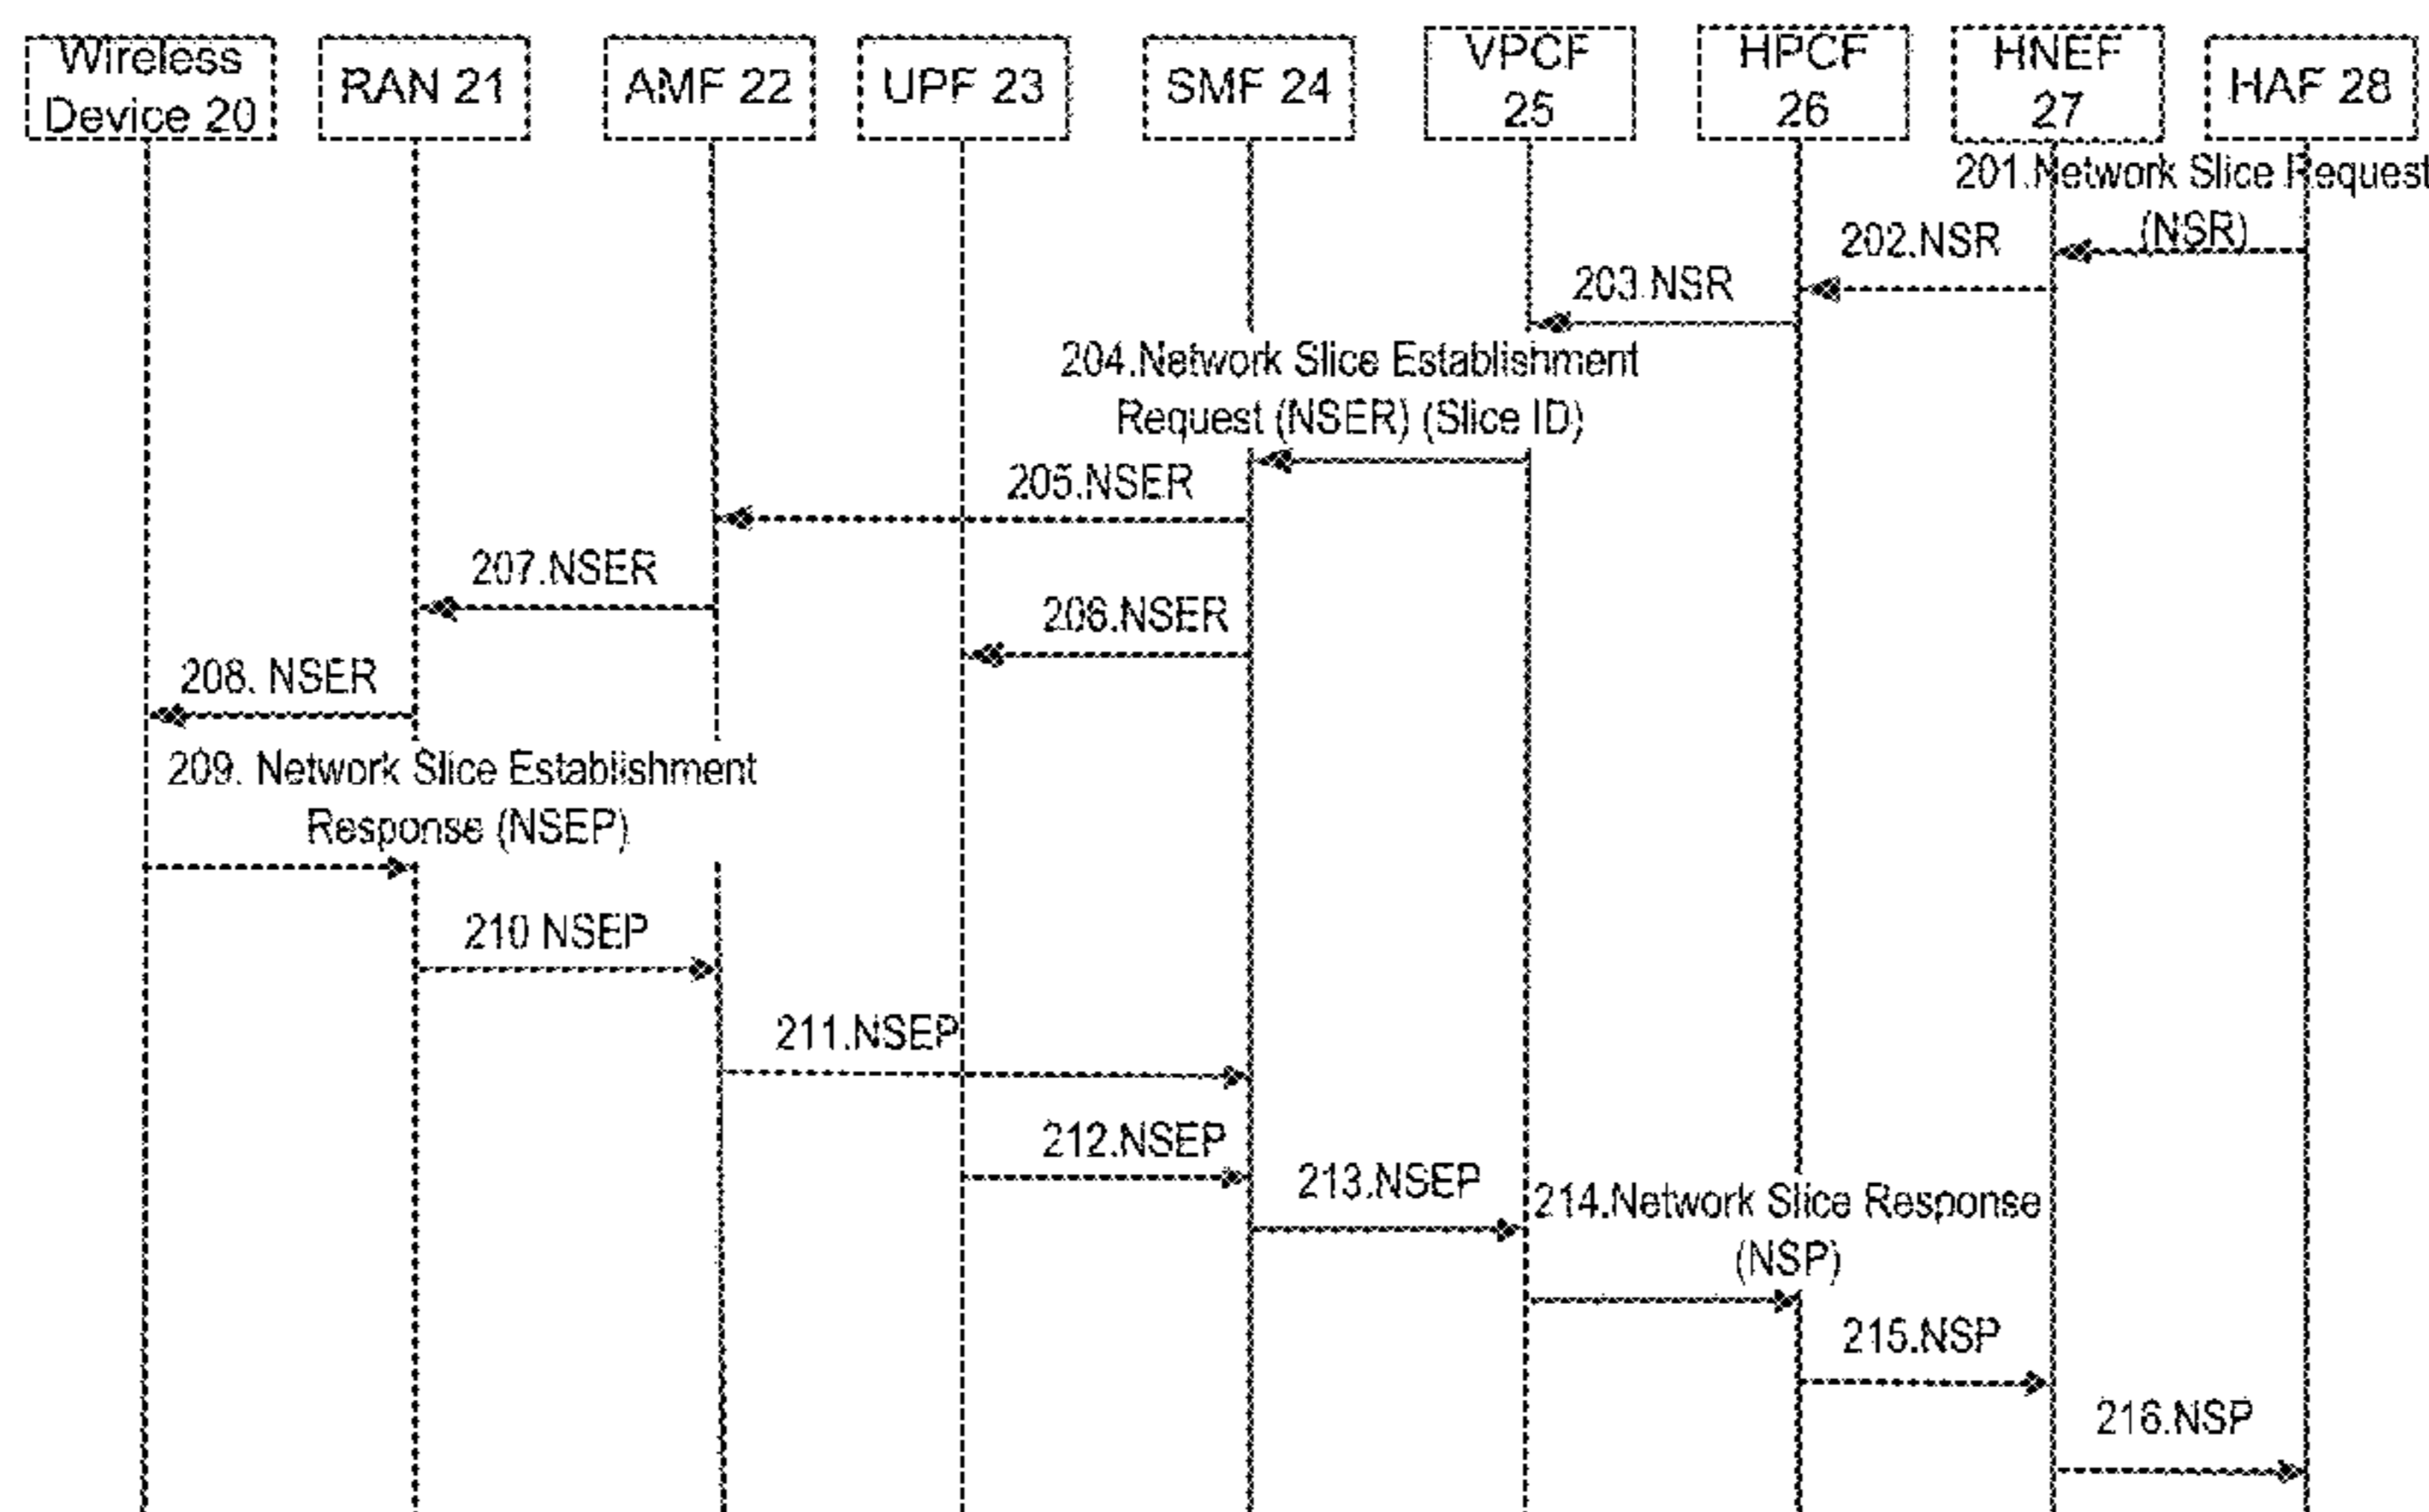 Wireless
Device 20
RAN 21
AMF 22
UPF 23
SMF 24
VPCF
25
HPCF
26
HNEF
27
HAF 28
201.Network Slice Request
(NSR)
202.NSR
203.NSR
204.Network Slice Establishment
Request (NSER) (Slice ID)
205.NSER
207.NSER
206.NSER
208. NSER
209. Network Slice Establishment
Response (NSEP)
210 NSEP
211.NSEP
212.NSEP
213.NSEP
214.Network Slice Response
(NSP)
215.NSP
216.NSP